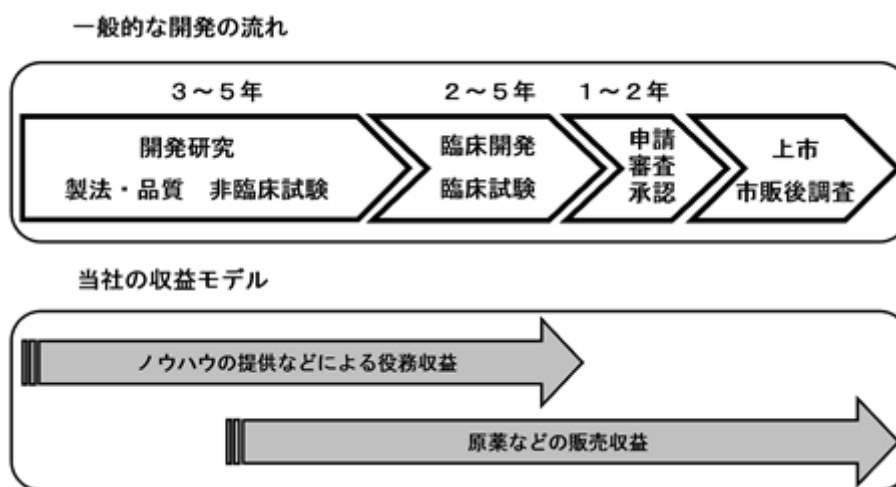 一般的な開発の流れ
3～5年
2～5年
1～2年
開発研究
製法・品質　非臨床試験
臨床開発
臨床試験
申請
審査
承認
上市
市販後調査
当社の収益モデル
ノウハウの提供などによる役務収益
原薬などの販売収益